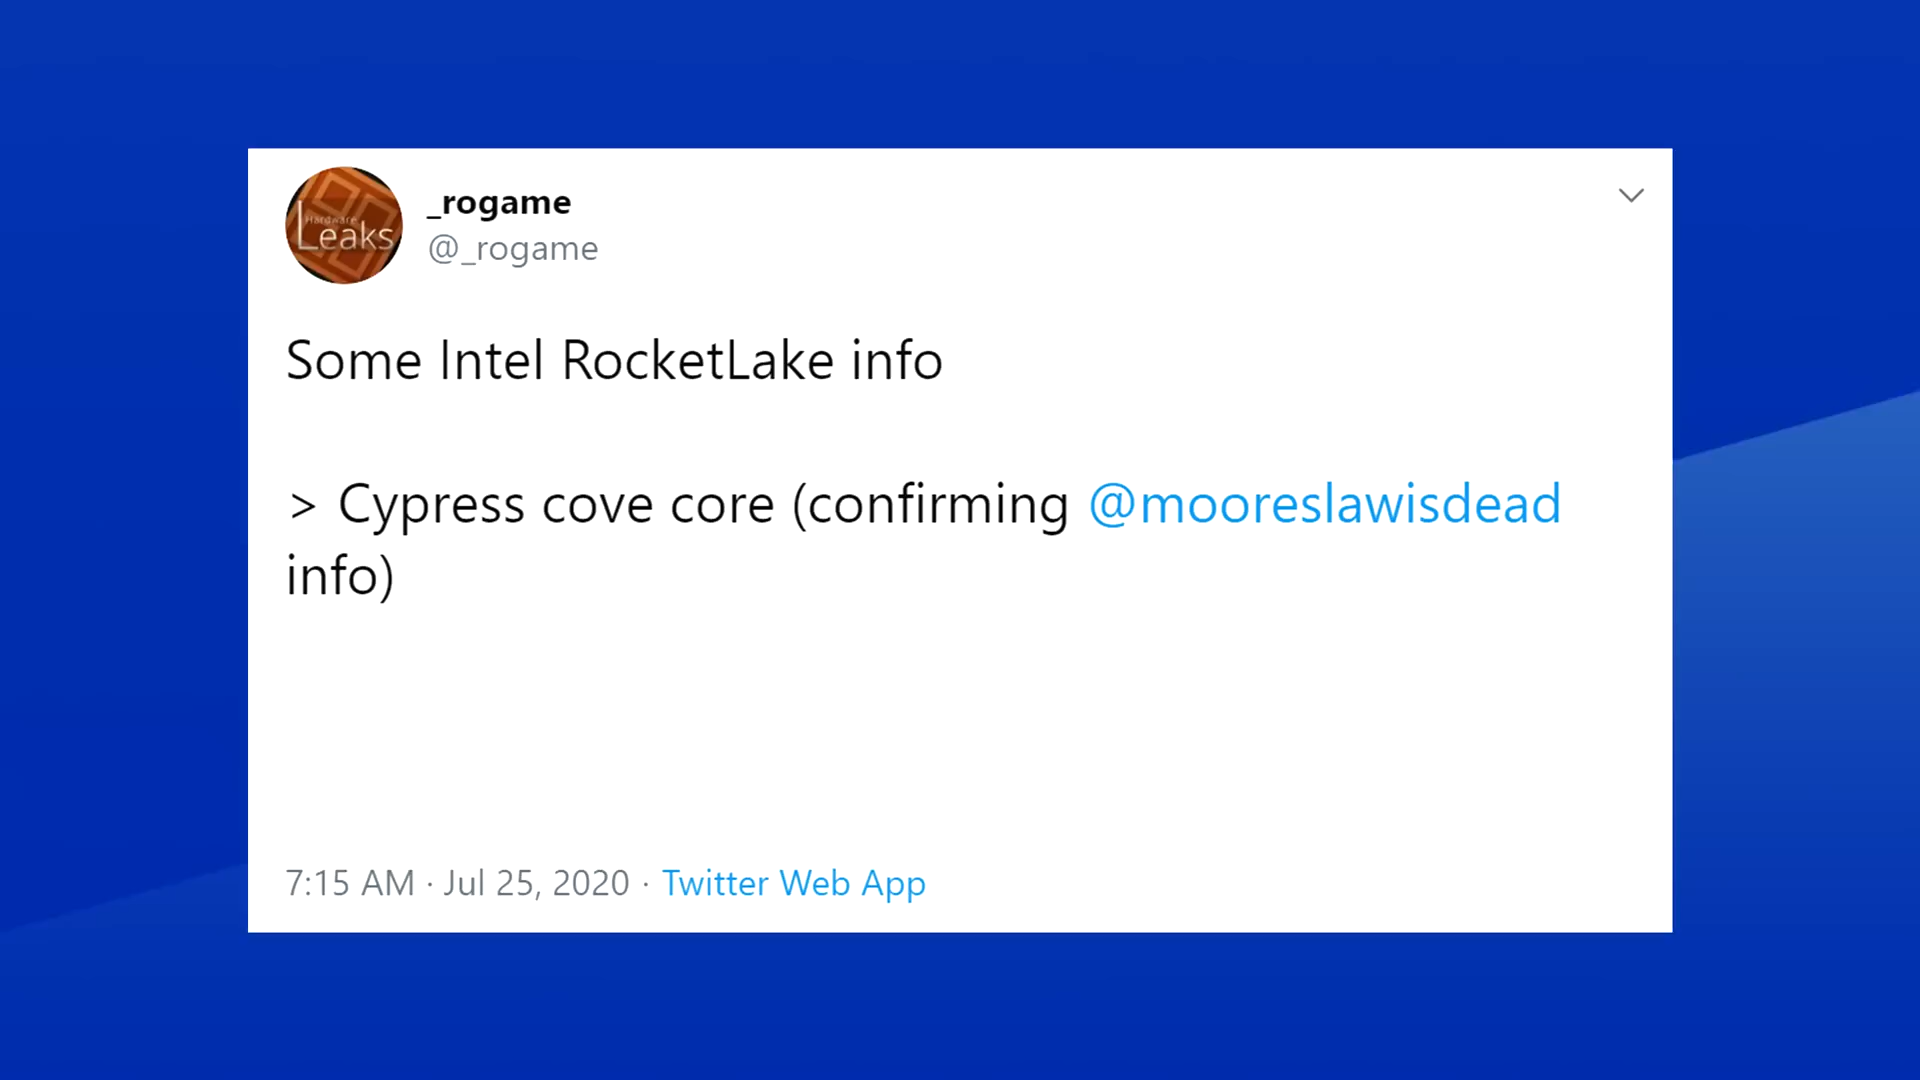 Hardware
Leaks
_rogame
@_rogame
Some Intel RocketLake info
> Cypress cove core (confirming @mooreslawisdead
info)
7:15 AM · Jul 25, 2020 · Twitter Web App